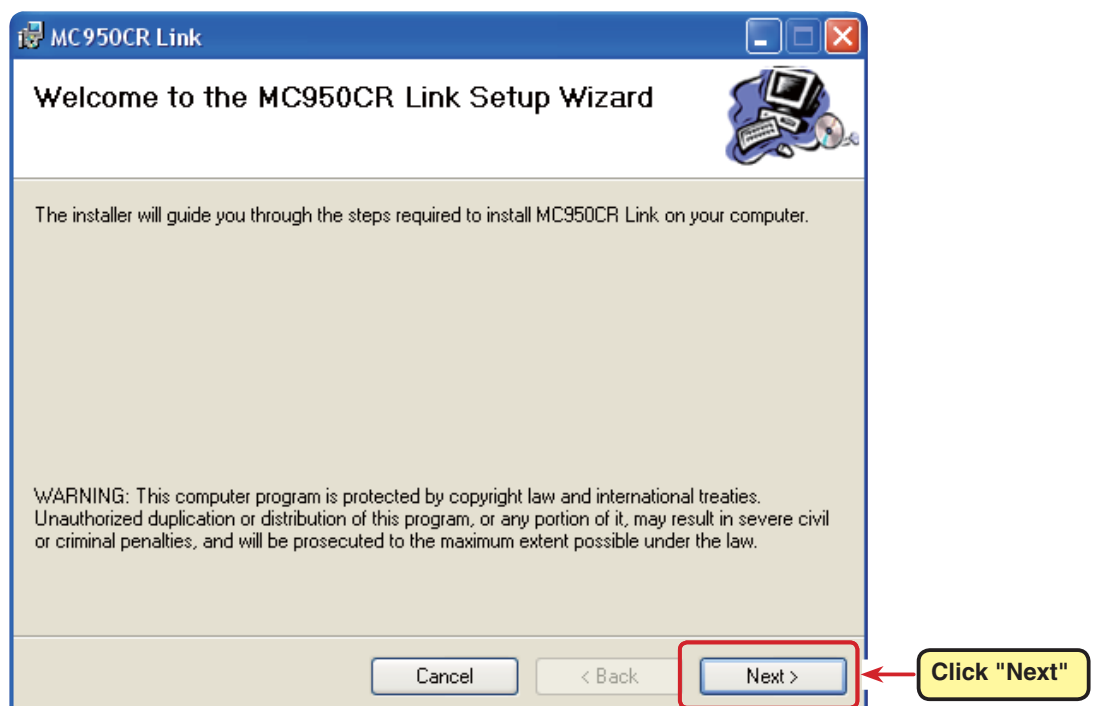 MC950CR Link
Welcome to the MC950CR Link Setup Wizard
The installer will guide you through the steps required to install MC950CR Link on your computer.
WARNING: This computer program is protected by copyright law and international treaties.
Unauthorized duplication or distribution of this program, or any portion of it, may result in severe civil
or criminal penalties, and will be prosecuted to the maximum extent possible under the law.
Cancel
< Back
Next >
Click "Next"